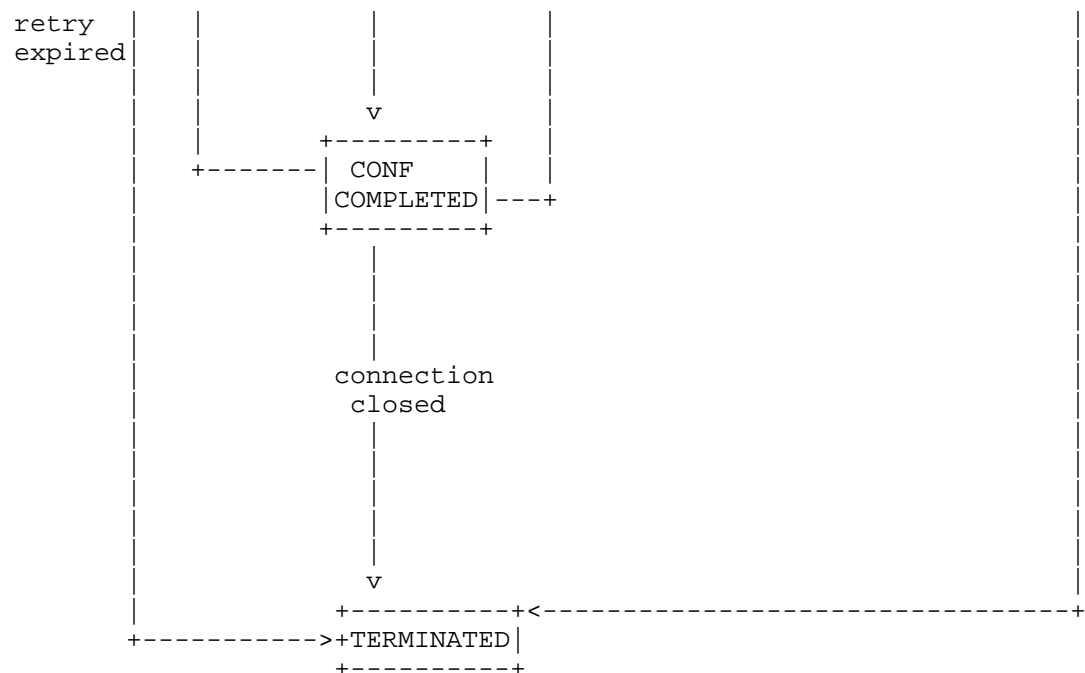 retry
expired
v
CONF
COMPLETED
connection
closed
v
TERMINATED